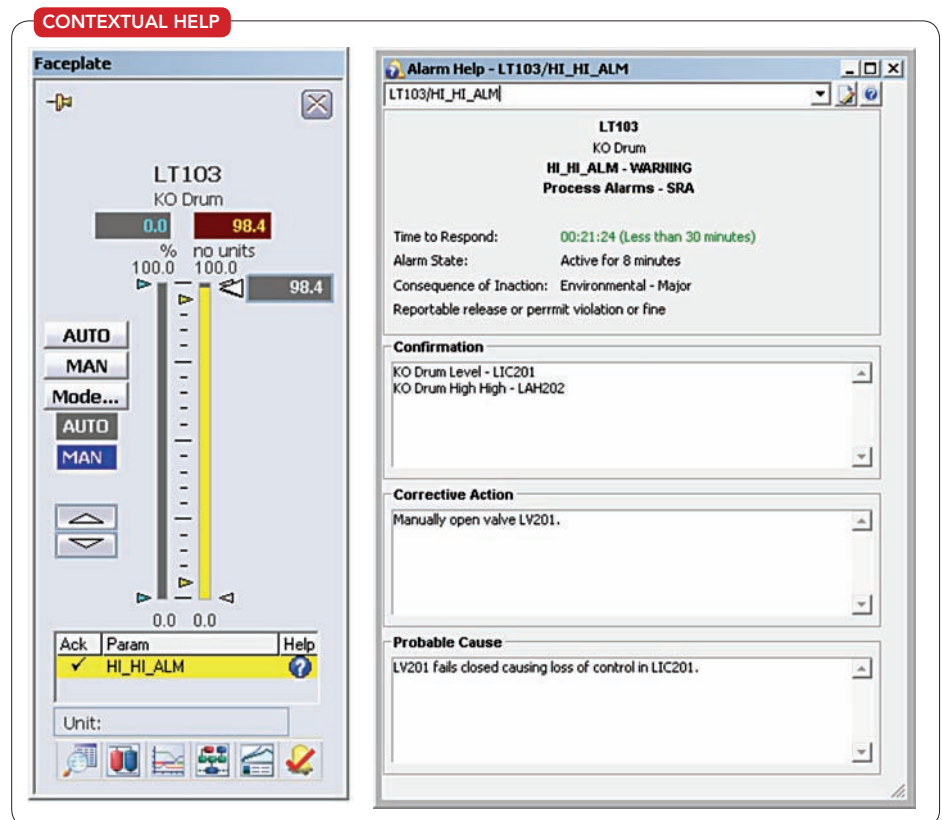 CONTEXTUAL HELP
Faceplate
LT103
KO Drum
0.0 98.4
% no units
100.0 100.0
98.4
AUTO
MAN
Mode...
AUTO
MAN
0.0 0.0
Ack Param Help
HI_HI_ALM
Unit:
Alarm Help - LT103/HI_HI_ALM
LT103/HI_HI_ALM
LT103
KO Drum
HI_HI_ALM - WARNING
Process Alarms - SRA
Time to Respond: 00:21:24 (Less than 30 minutes)
Alarm State: Active for 8 minutes
Consequence of Inaction: Environmental - Major
Reportable release or perrmit violation or fine
Confirmation
KO Drum Level - LIC201
KO Drum High High - LAH202
Corrective Action
Manually open valve LV201.
Probable Cause
LV201 fails closed causing loss of control in LIC201.